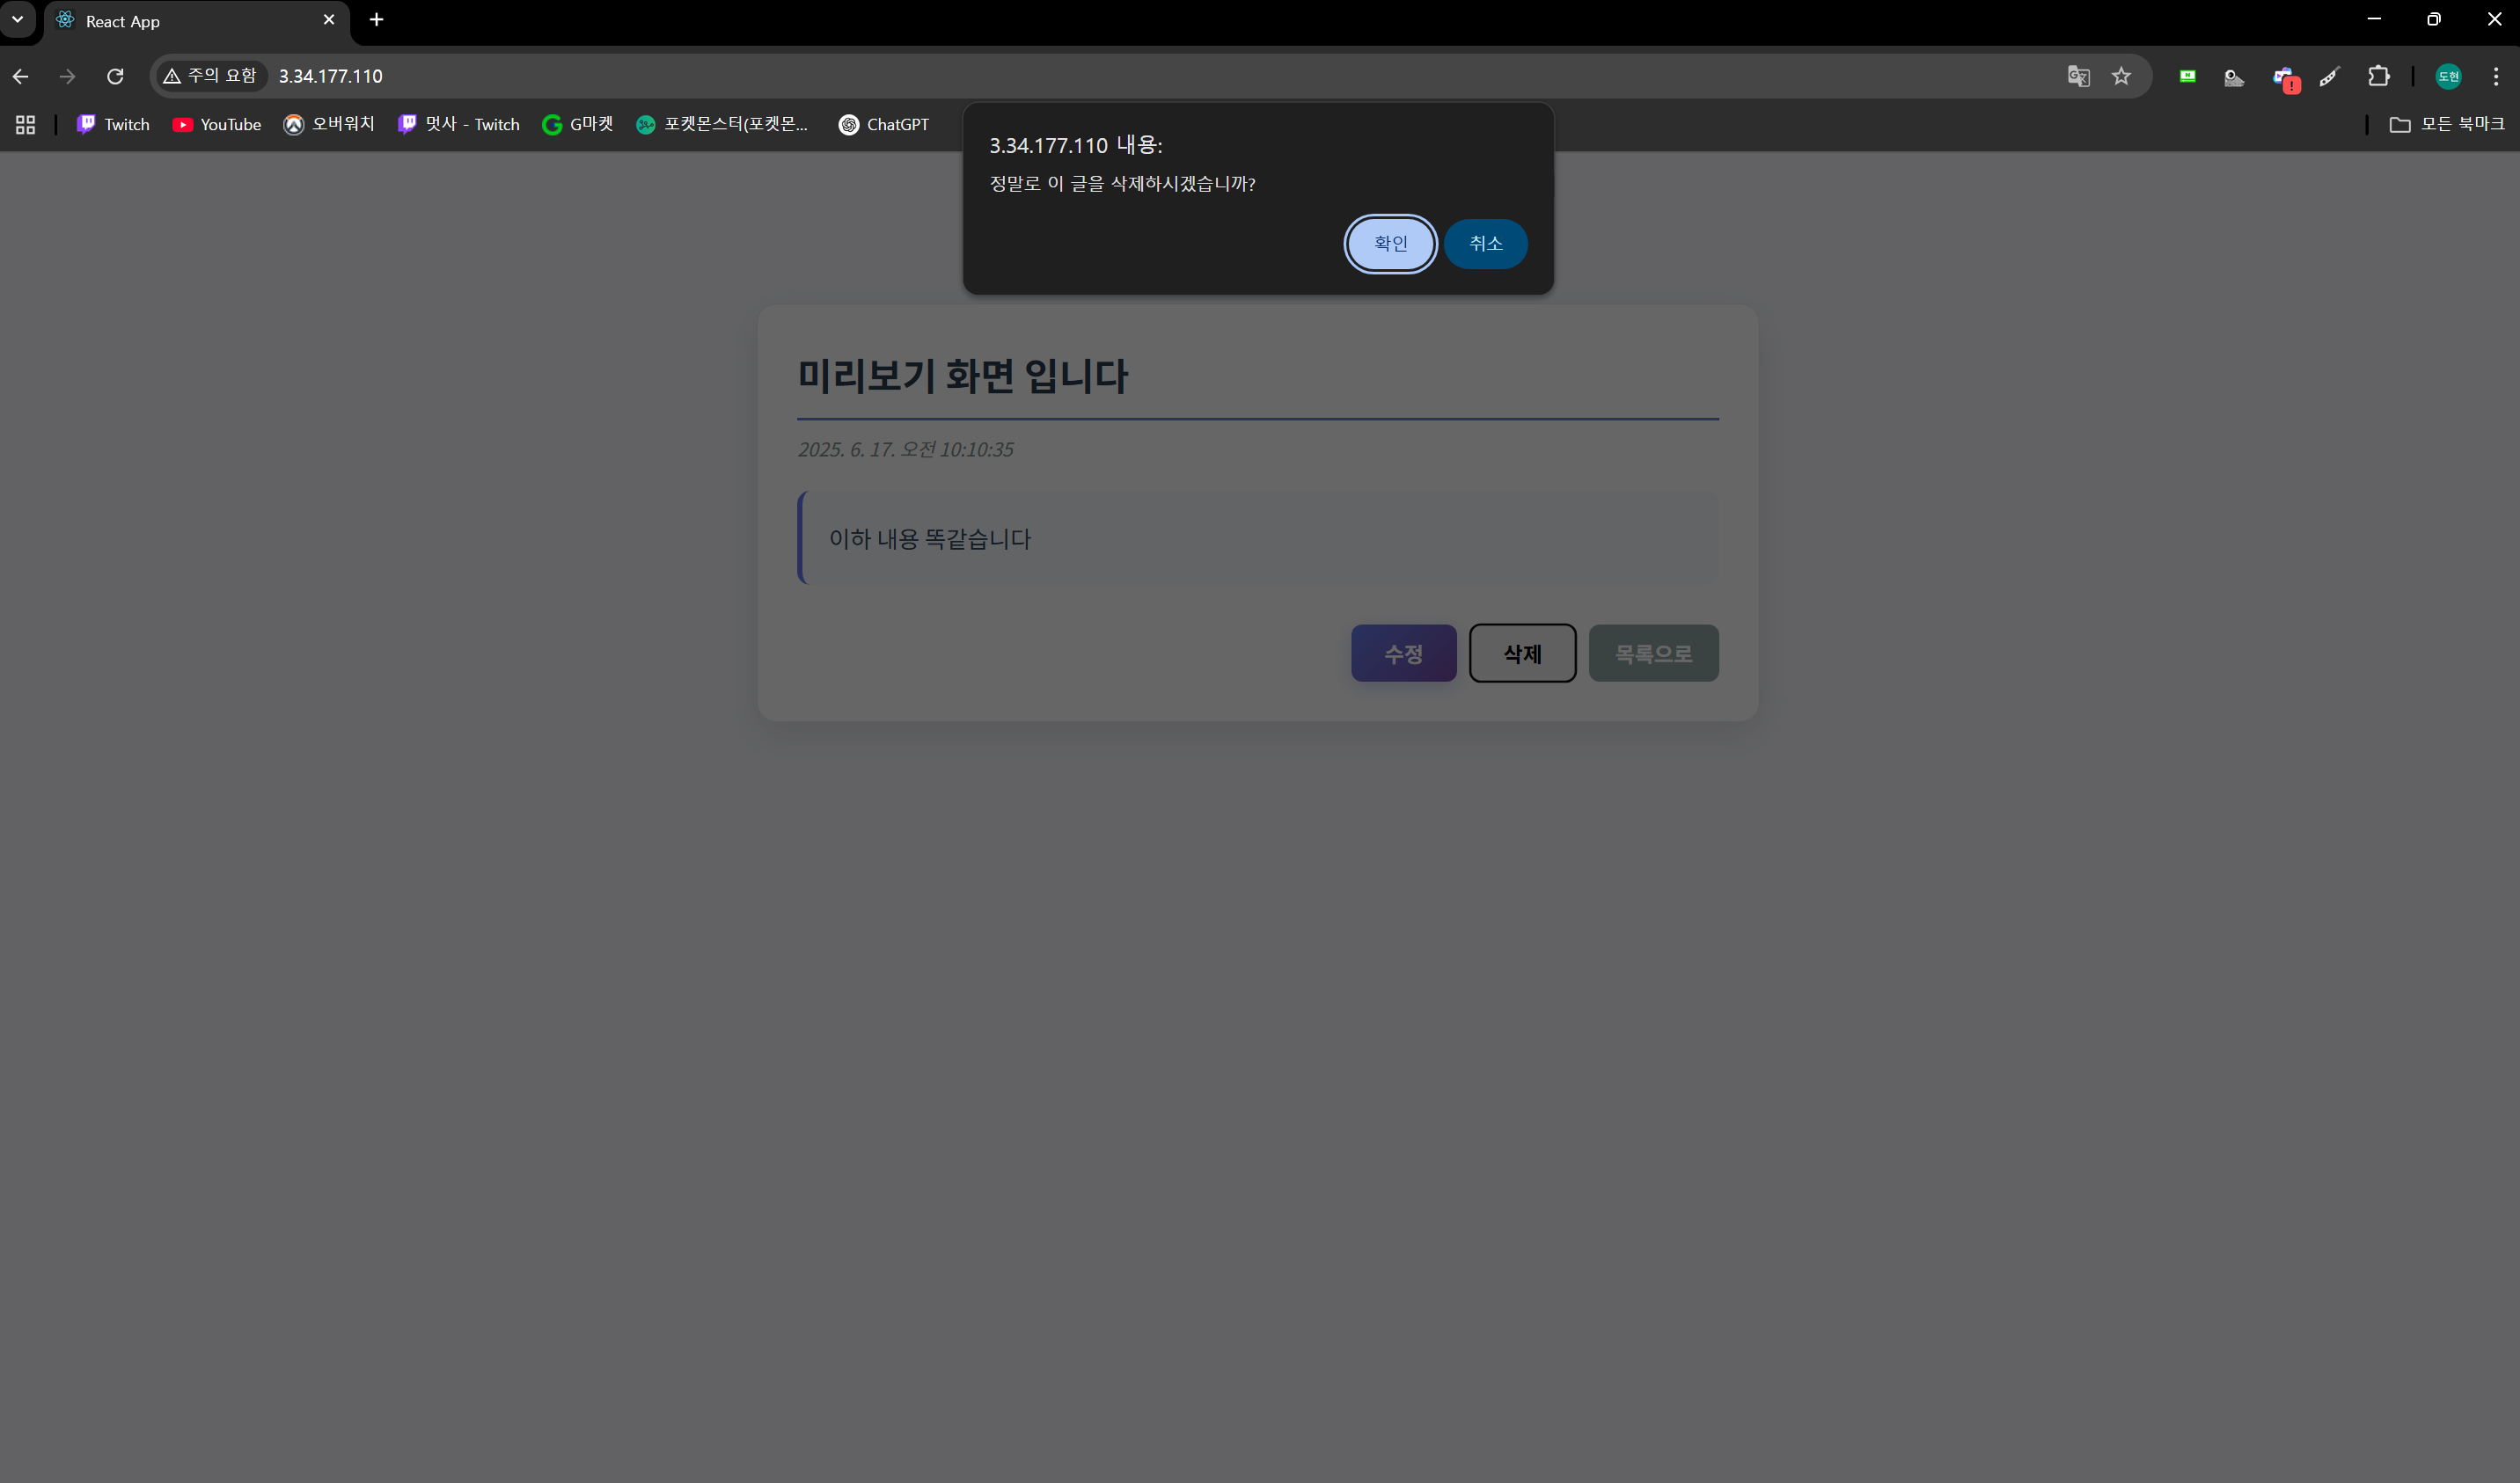 React App
주의 요함 3.34.177.110 도현
Twitch YouTube 오버워치 멋사 - Twitch G마켓 포켓몬스터(포켓몬... ChatGPT 모든 북마크
3.34.177.110 내용:
정말로 이 글을 삭제하시겠습니까?
확인 취소
미리보기 화면 입니다
2025. 6. 17. 오전 10:10:35
이하 내용 똑같습니다
수정 삭제 목록으로